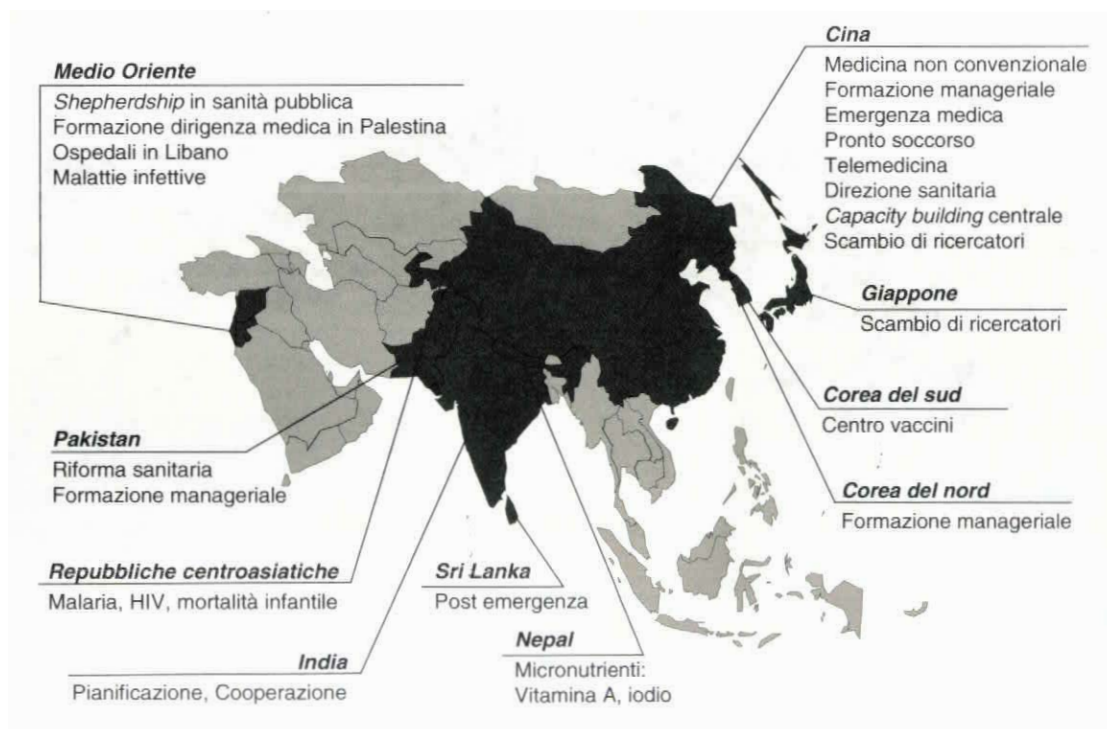 Medio Oriente
Shepherdship in sanità pubblica
Formazione dirigenza medica in Palestina
Ospedali in Libano
Malattie infettive
Cina
Medicina non convenzionale
Formazione manageriale
Emergenza medica
Pronto soccorso
Telemedicina
Direzione sanitaria
Capacity building centrale
Scambio di ricercatori
Giappone
Scambio di ricercatori
Corea del sud
Centro vaccini
Corea del nord
Formazione manageriale
Pakistan
Riforma sanitaria
Formazione manageriale
Repubbliche centroasiatiche
Malaria, HIV, mortalità infantile
Sri Lanka
Post emergenza
Nepal
Micronutrienti:
Vitamina A, iodio
India
Pianificazione, Cooperazione